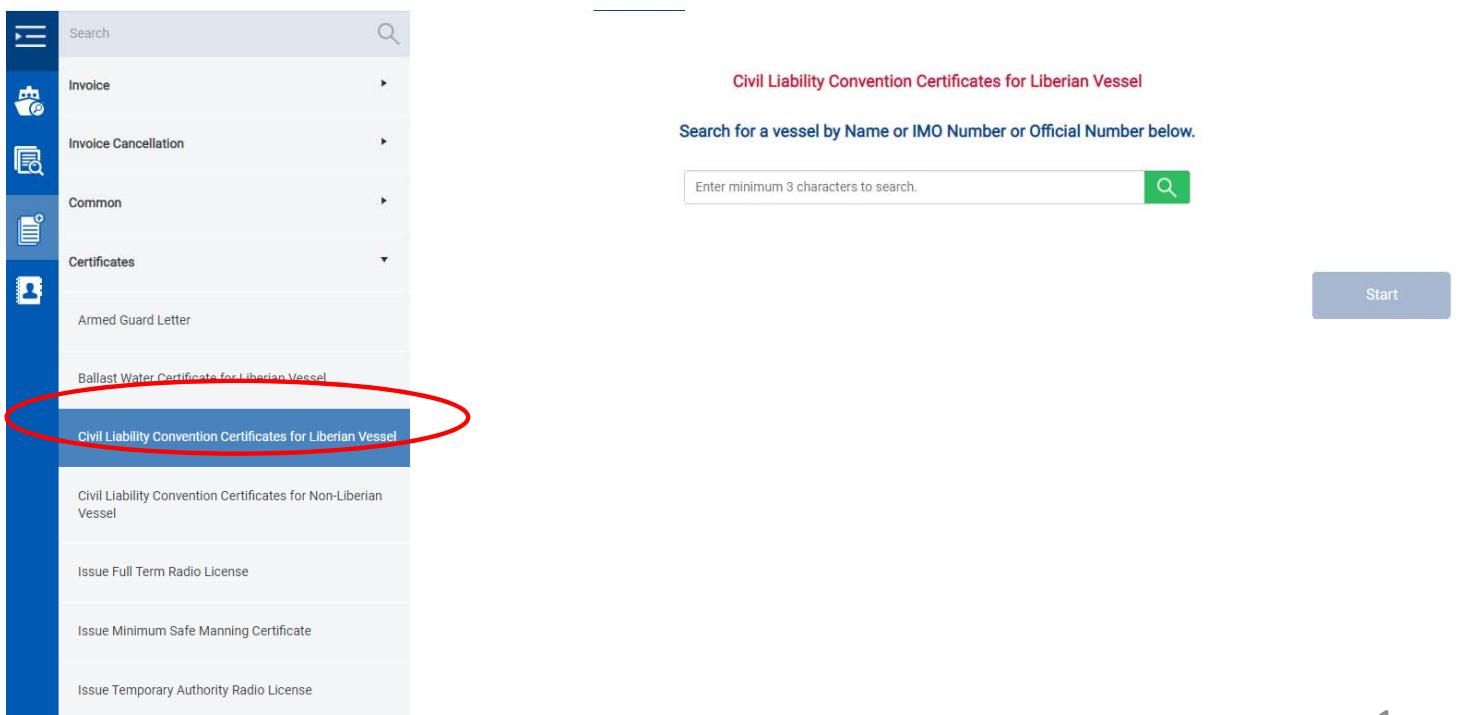 Search
Invoice
Invoice Cancellation
Common
Certificates
Armed Guard Letter
Ballast Water Certificate for Liberian Vessel
Civil Liability Convention Certificates for Liberian Vessel
Civil Liability Convention Certificates for Non-Liberian
Vessel
Issue Full Term Radio License
Issue Minimum Safe Manning Certificate
Issue Temporary Authority Radio License
Civil Liability Convention Certificates for Liberian Vessel
Search for a vessel by Name or IMO Number or Official Number below.
Enter minimum 3 characters to search.
Start